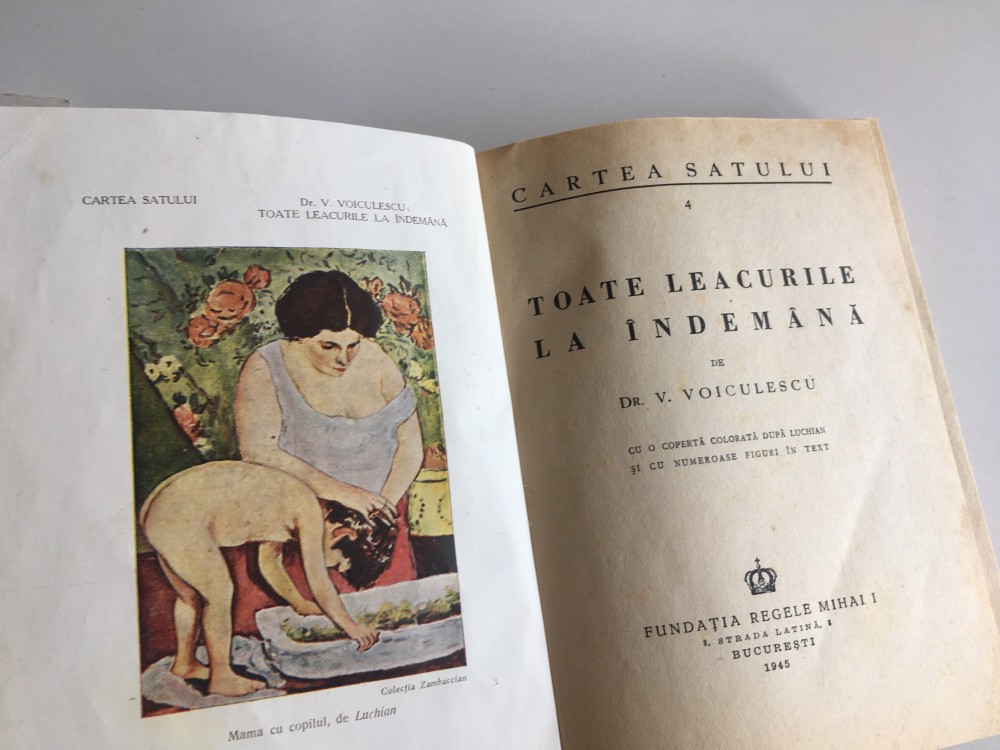 CARTEA SATULUI
Dr. V. VOICULESCU:
TOATE LEACURILE LA ÎNDEMÂNĂ
Colecția Zambaccian
Mama cu copilul, de Luchian
CARTEA SATULUI
4
TOATE LEACURILE
LA ÎNDEMÂNĂ
DE
DR. V. VOICULESCU
CU O COPERTĂ COLORATĂ DUPĂ LUCHIAN
ȘI CU NUMEROASE FIGURI ÎN TEXT
FUNDAȚIA REGELE MIHAI I
STRADA LATINĂ, 8
BUCUREȘTI
1945